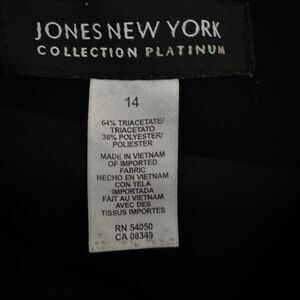 JONES NEW YORK
COLLECTION PLATINUM
14
64% TRIACETATE/
TRIACETATO
36% POLYESTER/
POLIESTER
MADE IN VIETNAM
OF IMPORTED
FABRIC
HECHO EN VIETNAM
CON TELA
IMPORTADA
FAIT AU VIETNAM
AVEC DES
TISSUS IMPORTES
RN 54050
CA 08349